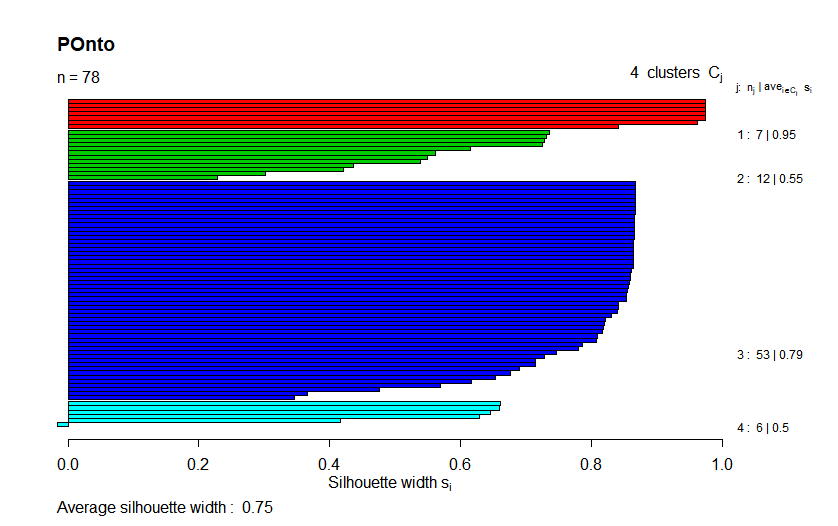 POnto
n = 78
4 clusters Cj
j: nj | avei∈Cj si
1 : 7 | 0.95
2 : 12 | 0.55
3 : 53 | 0.79
4 : 6 | 0.5
0.0 0.2 0.4 0.6 0.8 1.0
Silhouette width si
Average silhouette width : 0.75